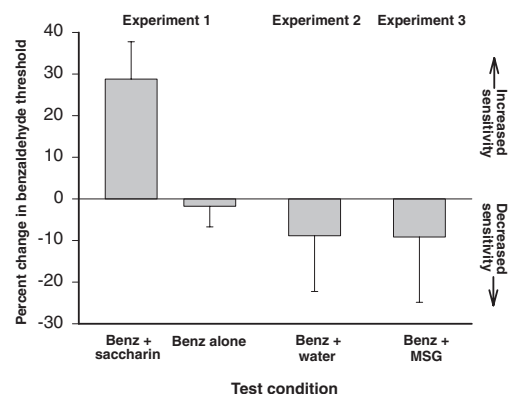 Experiment 1 Experiment 2 Experiment 3
Percent change in benzaldehyde threshold
40
30
20
10
0
-10
-20
-30
Increased
sensitivity
Decreased
sensitivity
Benz +
saccharin
Benz alone
Benz +
water
Benz +
MSG
Test condition